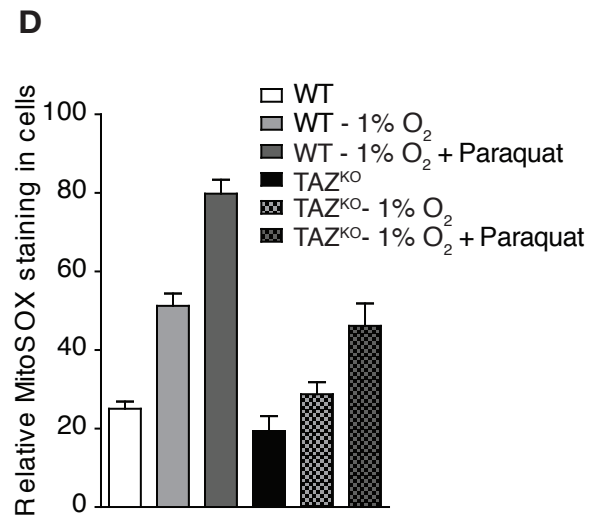 D
Relative MitoSOX staining in cells
100
80
60
40
20
0
WT
WT - 1% O₂
WT - 1% O₂ + Paraquat
TAZᴷᴼ
TAZᴷᴼ- 1% O₂
TAZᴷᴼ- 1% O₂ + Paraquat